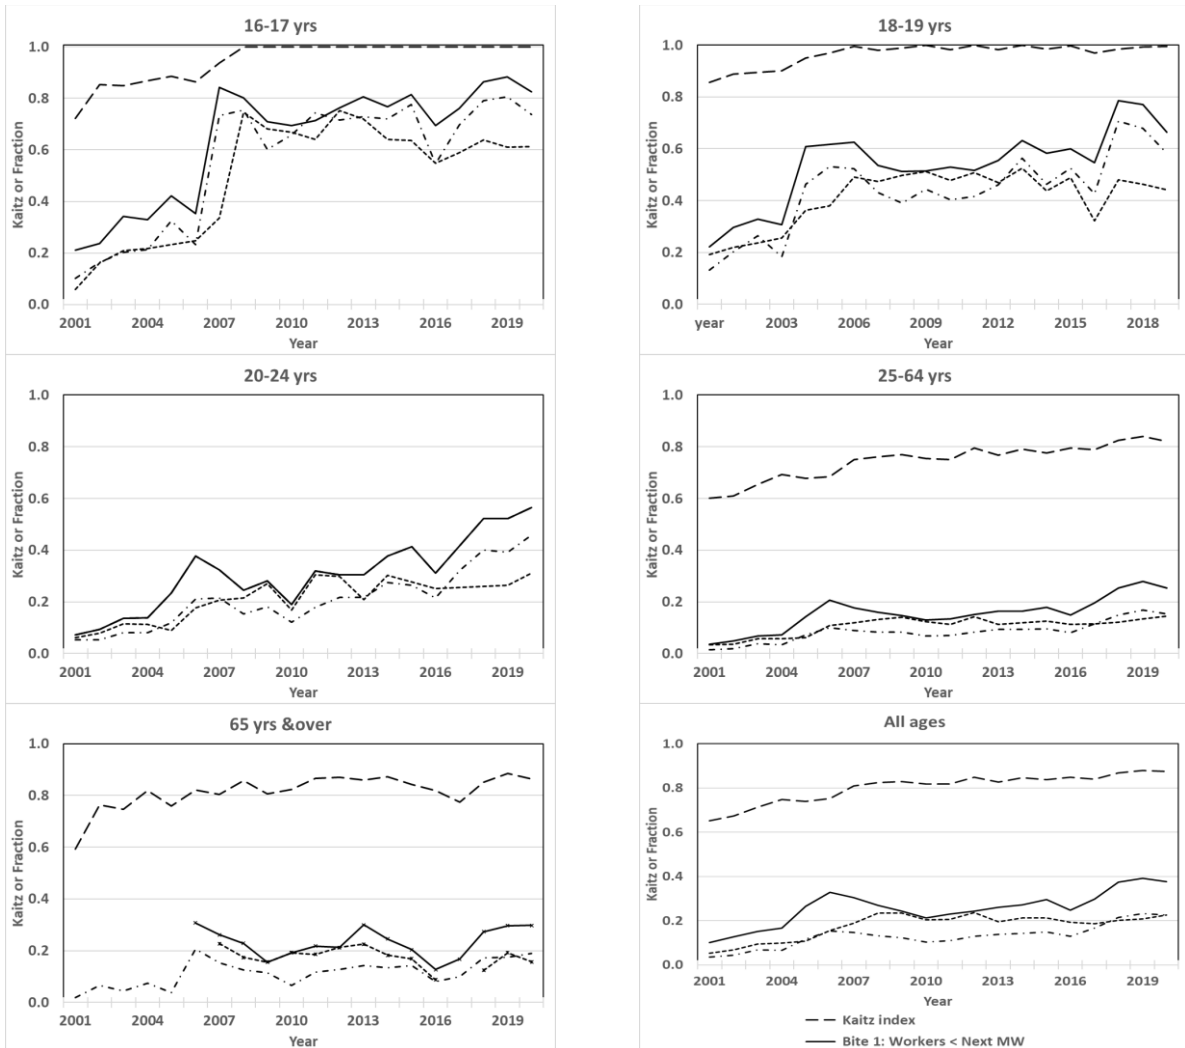 16-17 yrs
Kaitz or Fraction
1.0
0.8
0.6
0.4
0.2
0.0
2001 2004 2007 2010 2013 2016 2019
Year
18-19 yrs
Kaitz or Fraction
1.0
0.8
0.6
0.4
0.2
0.0
year 2003 2006 2009 2012 2015 2018
Year
20-24 yrs
Kaitz or Fraction
1.0
0.8
0.6
0.4
0.2
0.0
2001 2004 2007 2010 2013 2016 2019
Year
25-64 yrs
Kaitz or Fraction
1.0
0.8
0.6
0.4
0.2
0.0
2001 2004 2007 2010 2013 2016 2019
Year
65 yrs &over
Kaitz or Fraction
1.0
0.8
0.6
0.4
0.2
0.0
2001 2004 2007 2010 2013 2016 2019
Year
All ages
Kaitz or Fraction
1.0
0.8
0.6
0.4
0.2
0.0
2001 2004 2007 2010 2013 2016 2019
Year
Kaitz index
Bite 1: Workers < Next MW